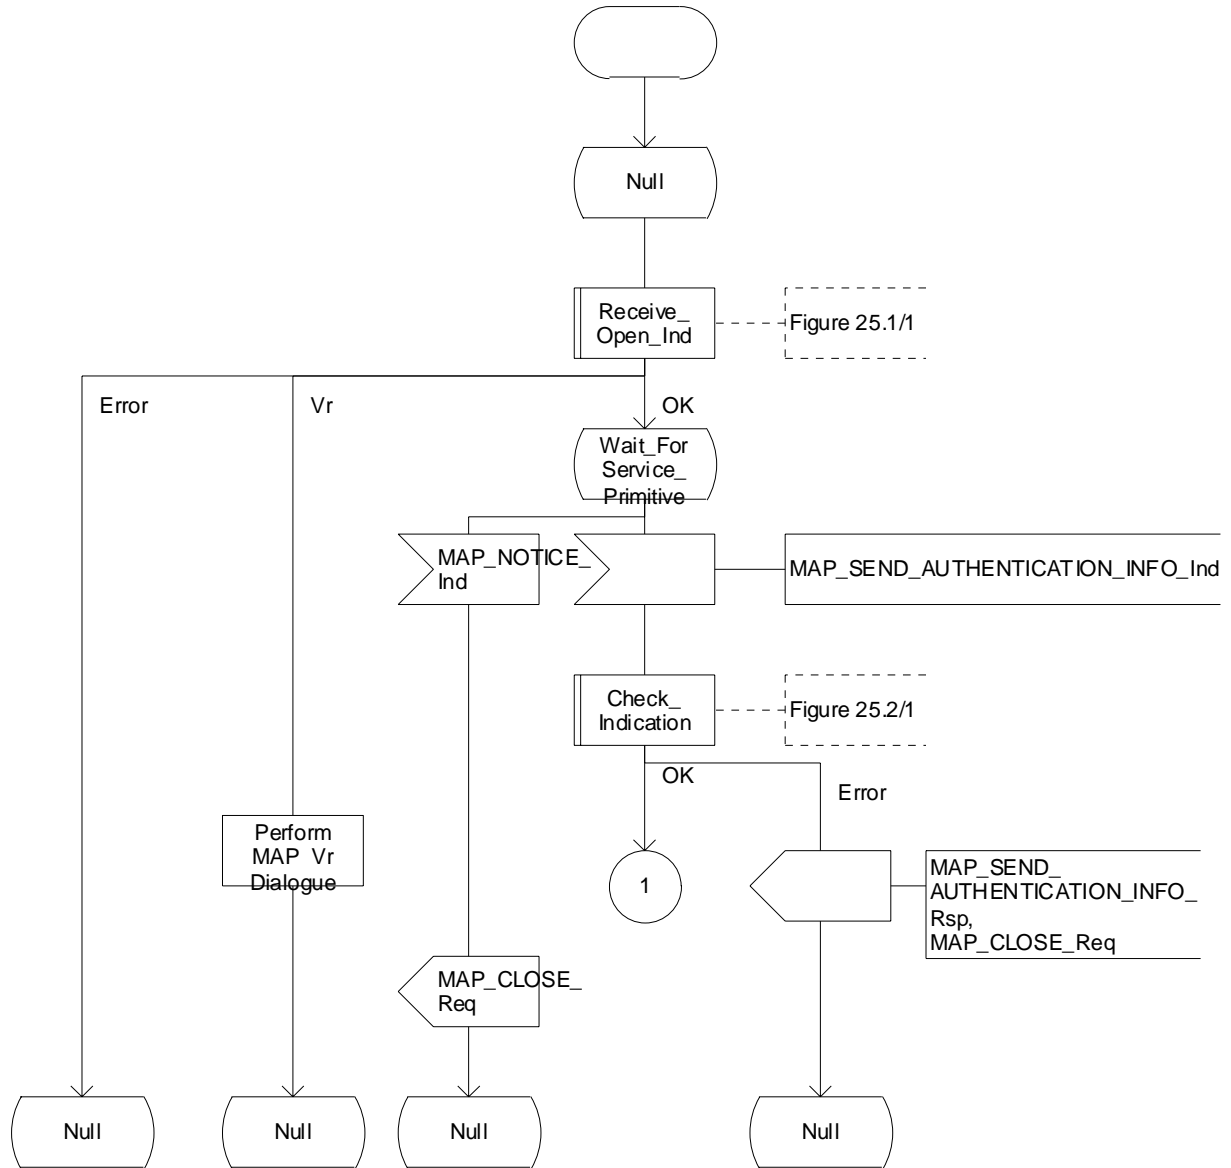 Null
Receive_
Open_Ind
Figure 25.1/1
Error
Vr
OK
Wait_For
Service_
Primitive
MAP_NOTICE_
Ind
MAP_SEND_AUTHENTICATION_INFO_Ind
Check_
Indication
Figure 25.2/1
OK
Error
Perform
MAP Vr
Dialogue
1
MAP_SEND_
AUTHENTICATION_INFO_
Rsp,
MAP_CLOSE_Req
MAP_CLOSE_
Req
Null
Null
Null
Null